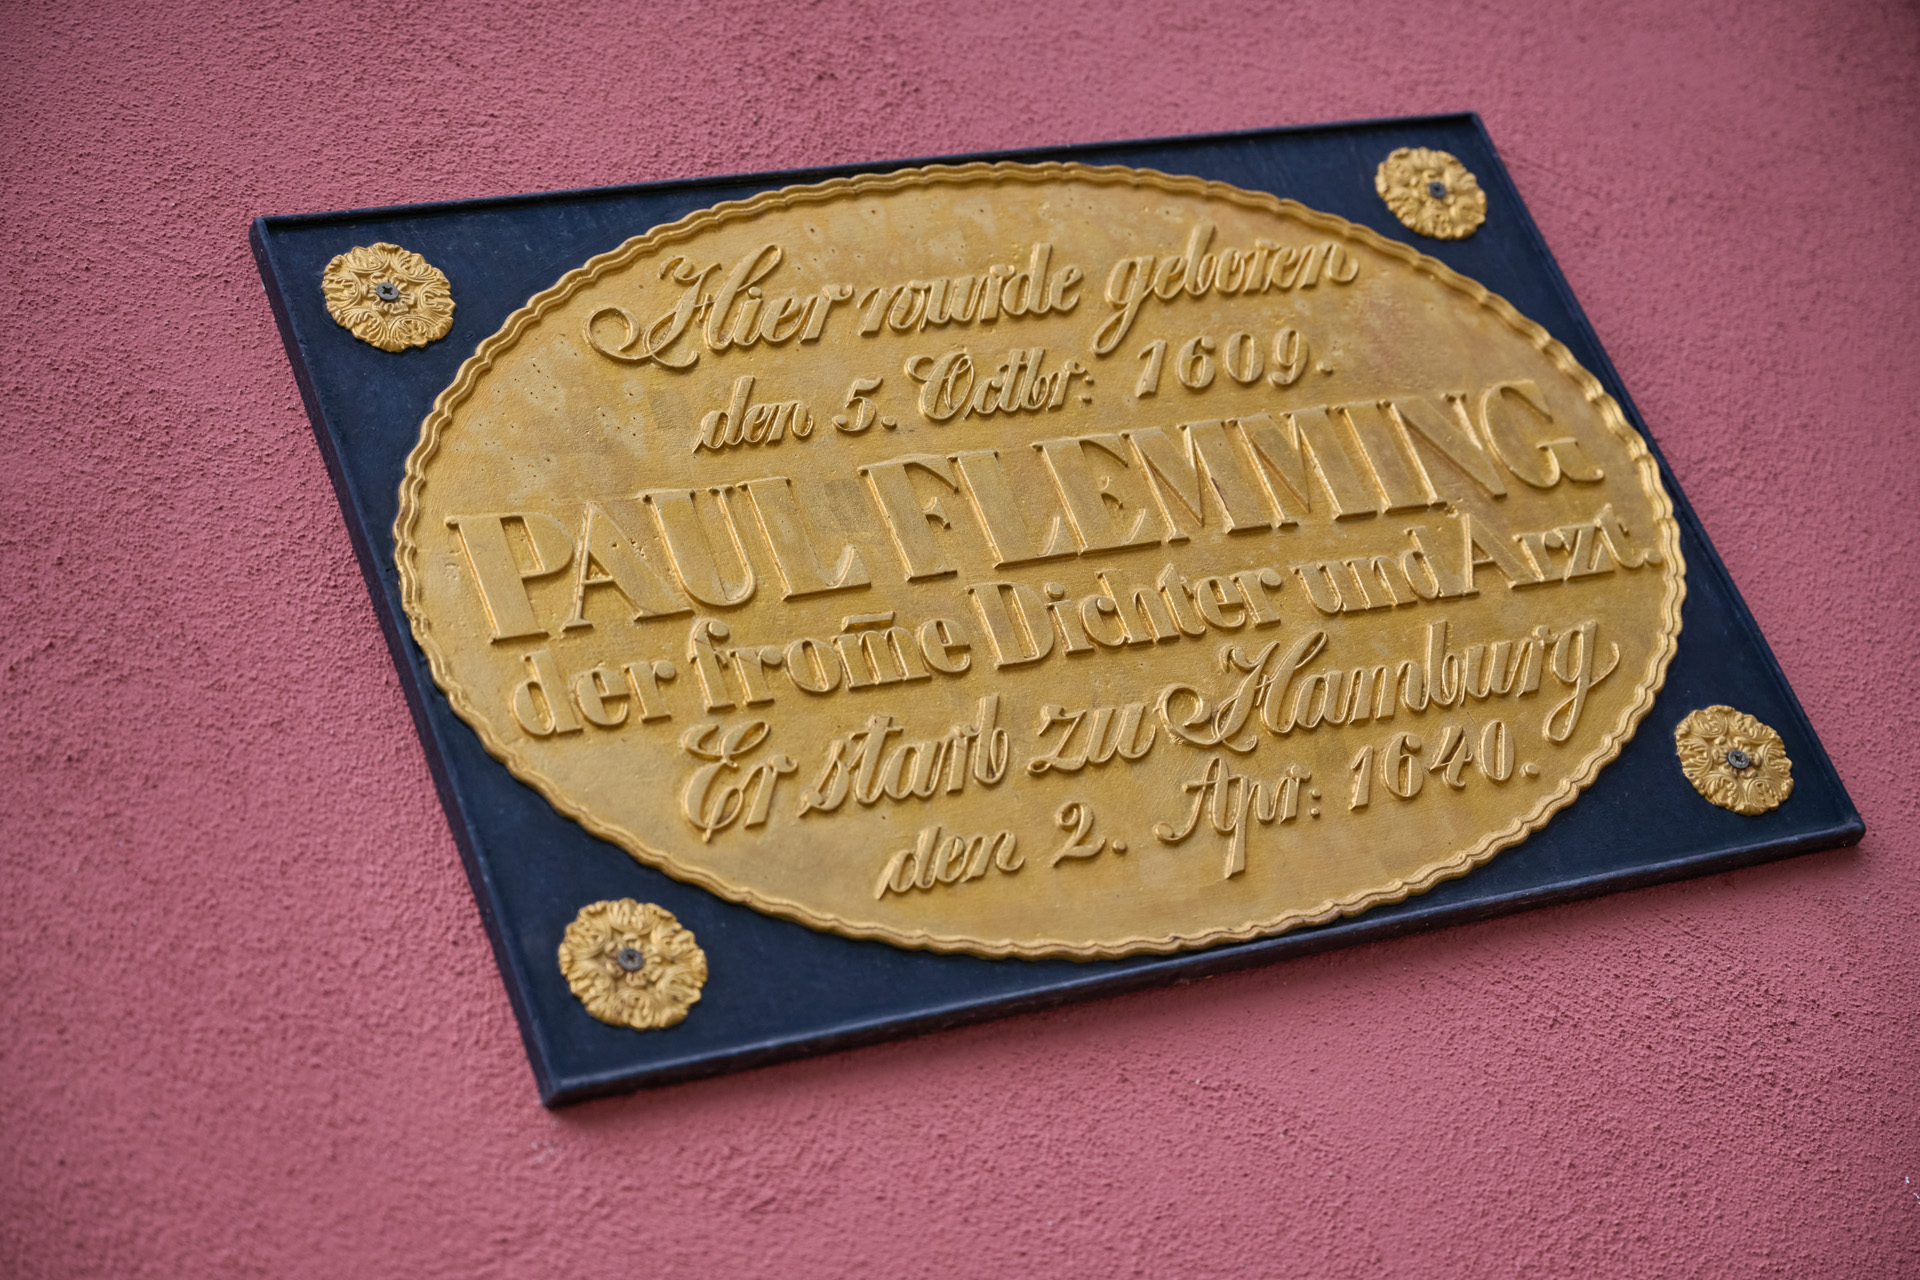 Hier wurde geboren
den 5. Octbr: 1609.
PAUL FLEMMING
der from̅e Dichter und Arzt.
Er starb zu Hamburg
den 2. Apr: 1640.